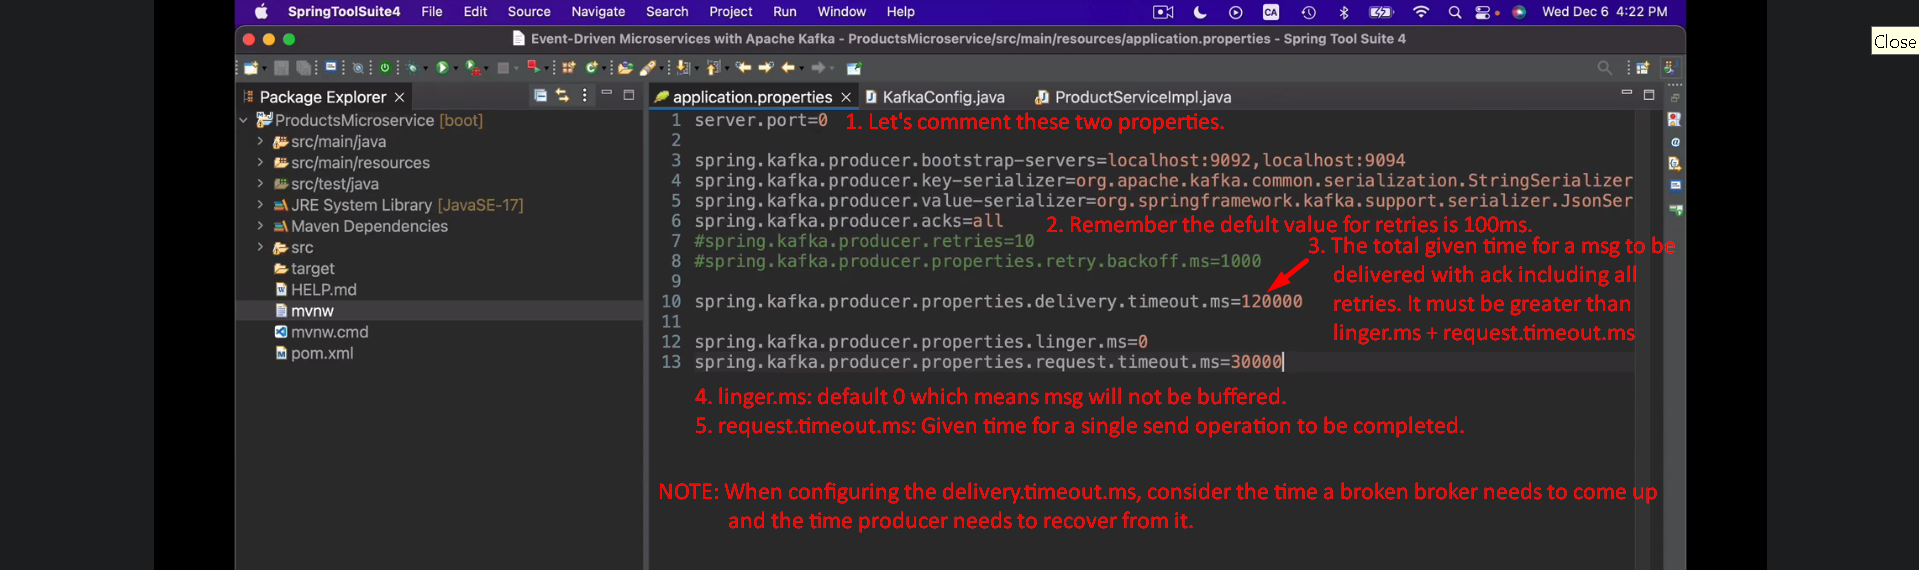 SpringToolSuite4 File Edit Source Navigate Search Project Run Window Help CA Wed Dec 6 4:22 PM
Close
Event-Driven Microservices with Apache Kafka - ProductsMicroservice/src/main/resources/application.properties - Spring Tool Suite 4
Package Explorer
application.properties KafkaConfig.java ProductServiceImpl.java
ProductsMicroservice [boot]
src/main/java
src/main/resources
src/test/java
JRE System Library [JavaSE-17]
Maven Dependencies
src
target
HELP.md
mvnw
mvnw.cmd
pom.xml
1 server.port=0
1. Let's comment these two properties.
2
3 spring.kafka.producer.bootstrap-servers=localhost:9092,localhost:9094
4 spring.kafka.producer.key-serializer=org.apache.kafka.common.serialization.StringSerializer
5 spring.kafka.producer.value-serializer=org.springframework.kafka.support.serializer.JsonSer
6 spring.kafka.producer.acks=all
2. Remember the defult value for retries is 100ms.
7 #spring.kafka.producer.retries=10
8 #spring.kafka.producer.properties.retry.backoff.ms=1000
9
10 spring.kafka.producer.properties.delivery.timeout.ms=120000
11
12 spring.kafka.producer.properties.linger.ms=0
13 spring.kafka.producer.properties.request.timeout.ms=30000
3. The total given time for a msg to be
delivered with ack including all
retries. It must be greater than
linger.ms + request.timeout.ms
4. linger.ms: default 0 which means msg will not be buffered.
5. request.timeout.ms: Given time for a single send operation to be completed.
NOTE: When configuring the delivery.timeout.ms, consider the time a broken broker needs to come up
and the time producer needs to recover from it.